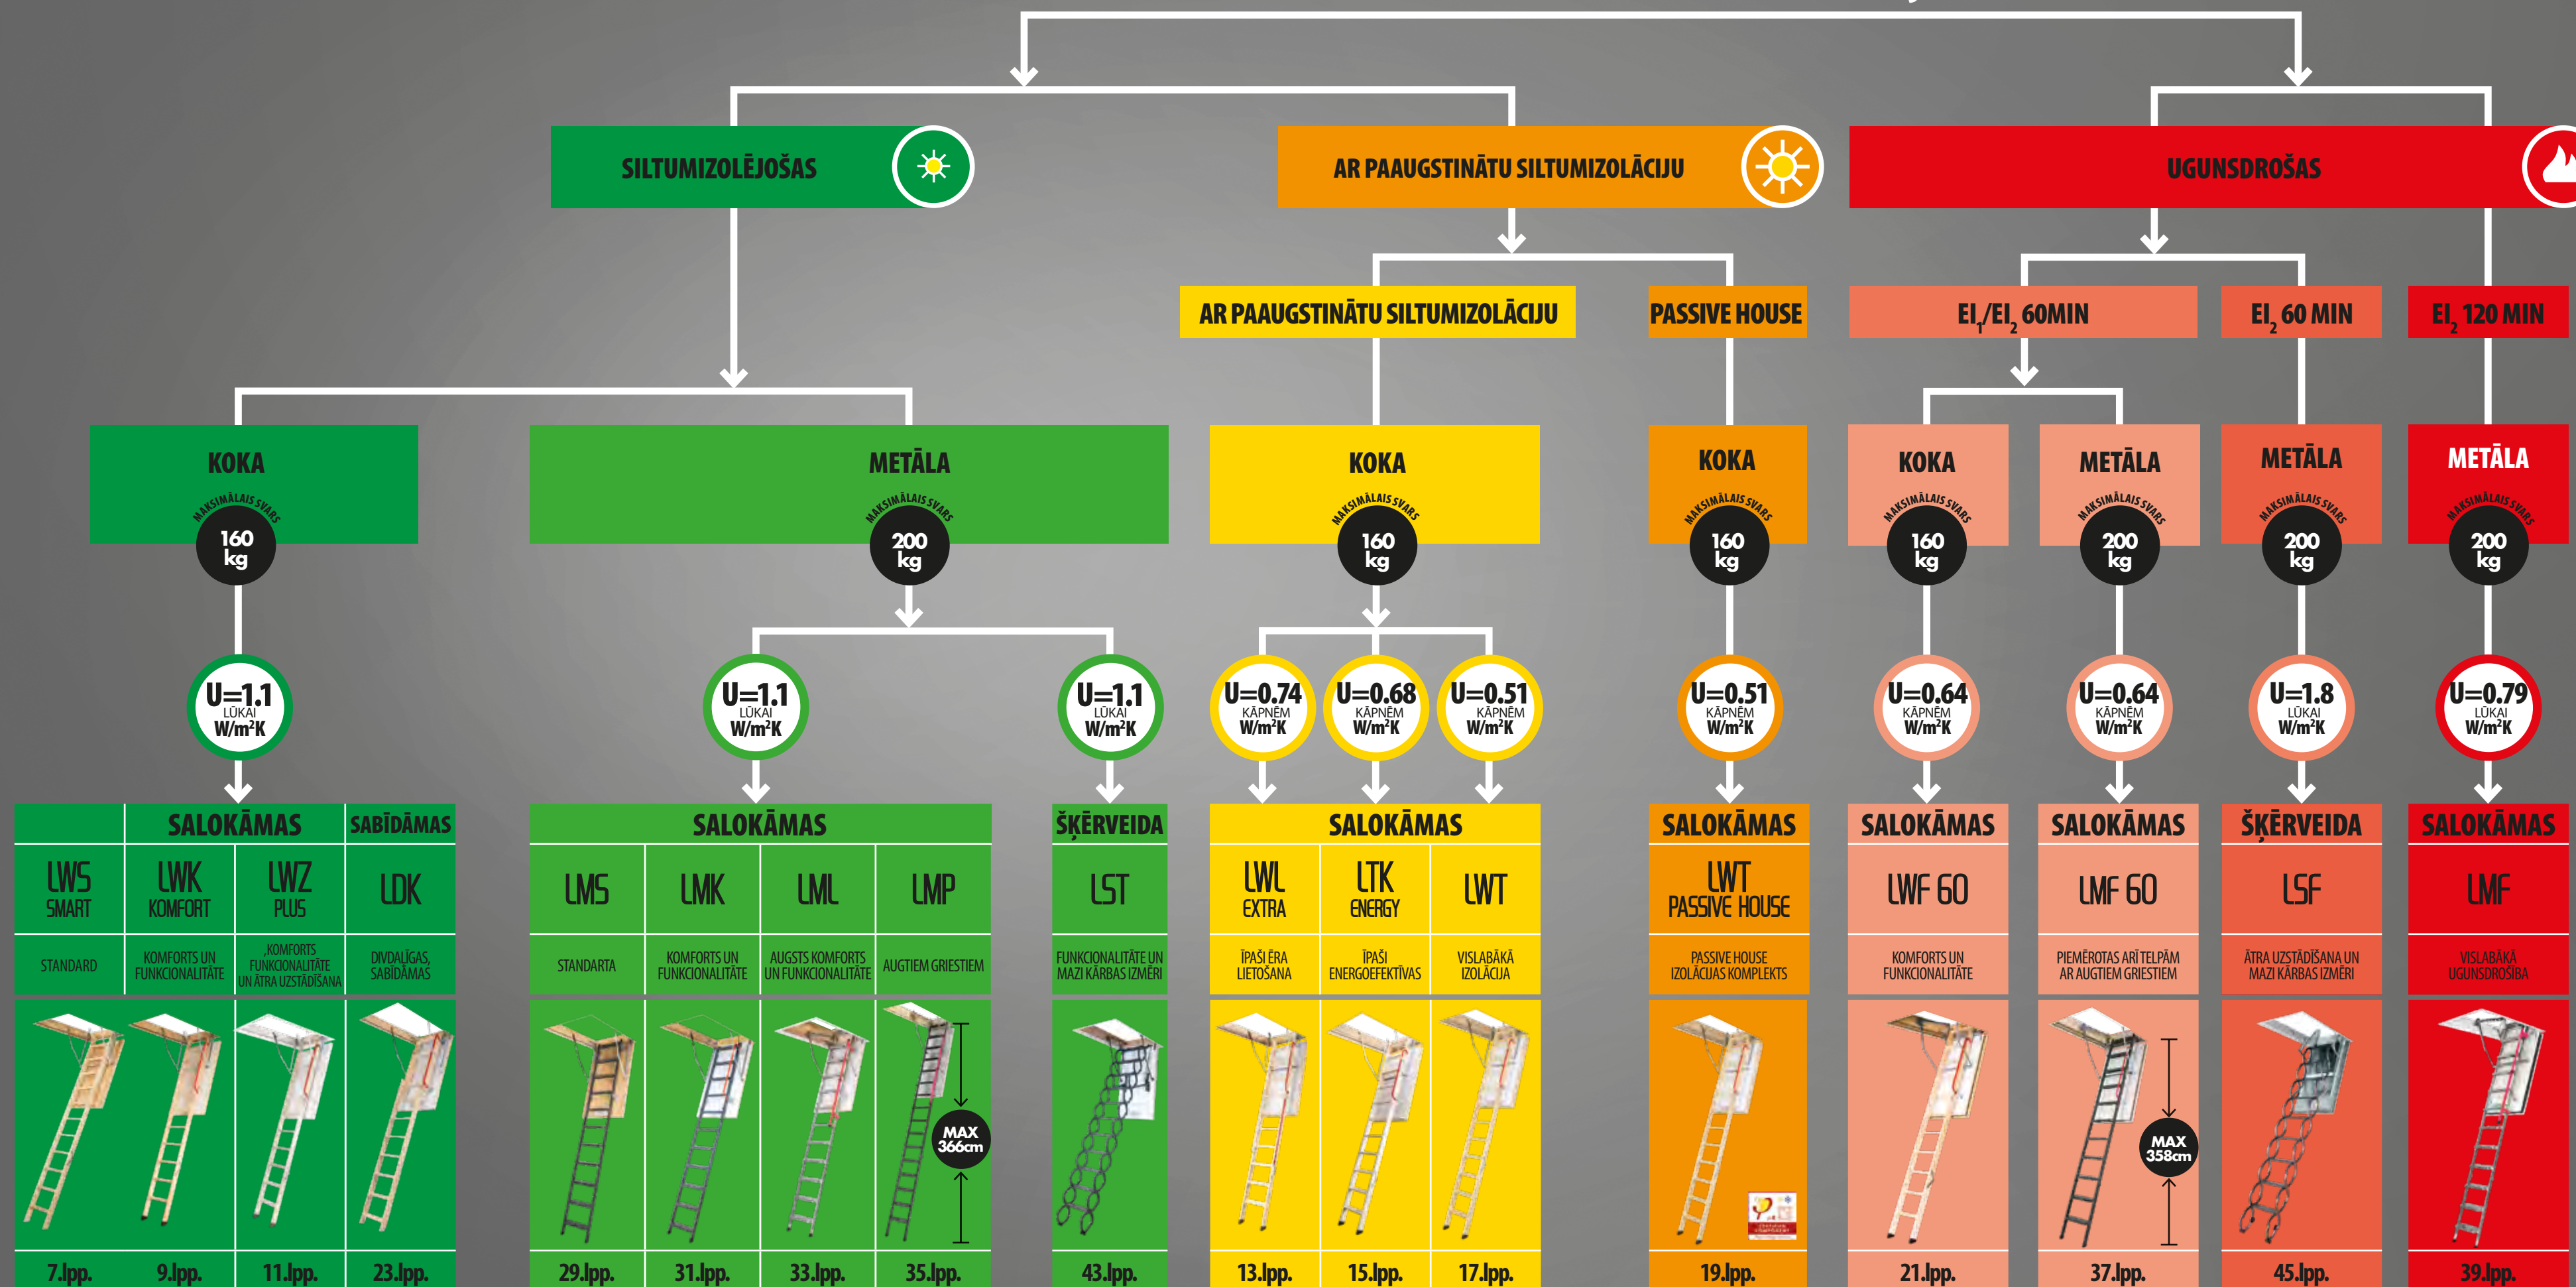 SILTUMIZOLĒJOŠAS
AR PAAUGSTINĀTU SILTUMIZOLĀCIJU
UGUNSDROŠAS
AR PAAUGSTINĀTU SILTUMIZOLĀCIJU
PASSIVE HOUSE
EI₁/EI₂ 60MIN
EI₂ 60 MIN
EI₂ 120 MIN
KOKA
MAKSIMĀLAIS SVARS
160
kg
METĀLA
MAKSIMĀLAIS SVARS
200
kg
KOKA
MAKSIMĀLAIS SVARS
160
kg
KOKA
MAKSIMĀLAIS SVARS
160
kg
KOKA
MAKSIMĀLAIS SVARS
160
kg
METĀLA
MAKSIMĀLAIS SVARS
200
kg
METĀLA
MAKSIMĀLAIS SVARS
200
kg
METĀLA
MAKSIMĀLAIS SVARS
200
kg
U=1.1
LŪKAI
W/m²K
U=1.1
LŪKAI
W/m²K
U=1.1
LŪKAI
W/m²K
U=0.74
KĀPNĒM
W/m²K
U=0.68
KĀPNĒM
W/m²K
U=0.51
KĀPNĒM
W/m²K
U=0.51
KĀPNĒM
W/m²K
U=0.64
KĀPNĒM
W/m²K
U=0.64
KĀPNĒM
W/m²K
U=1.8
LŪKAI
W/m²K
U=0.79
LŪKAI
W/m²K
SALOKĀMAS
SABĪDĀMAS
LWS
SMART
STANDARD
7.lpp.
LWK
KOMFORT
KOMFORTS UN
FUNKCIONALITĀTE
9.lpp.
LWZ
PLUS
,KOMFORTS
FUNKCIONALITĀTE
UN ĀTRA UZSTĀDĪŠANA
11.lpp.
LDK
DIVDALĪGAS,
SABĪDĀMAS
23.lpp.
SALOKĀMAS
LMS
STANDARTA
29.lpp.
LMK
KOMFORTS UN
FUNKCIONALITĀTE
31.lpp.
LML
AUGSTS KOMFORTS
UN FUNKCIONALITĀTE
33.lpp.
LMP
AUGTIEM GRIESTIEM
MAX
366cm
35.lpp.
ŠĶĒRVEIDA
LST
FUNKCIONALITĀTE UN
MAZI KĀRBAS IZMĒRI
43.lpp.
SALOKĀMAS
LWL
EXTRA
ĪPAŠI ĒRA
LIETOŠANA
13.lpp.
LTK
ENERGY
ĪPAŠI
ENERGOEFEKTĪVAS
15.lpp.
LWT
VISLABĀKĀ
IZOLĀCIJA
17.lpp.
SALOKĀMAS
LWT
PASSIVE HOUSE
PASSIVE HOUSE
IZOLĀCIJAS KOMPLEKTS
19.lpp.
SALOKĀMAS
LWF 60
KOMFORTS UN
FUNKCIONALITĀTE
21.lpp.
SALOKĀMAS
LMF 60
PIEMĒROTAS ARĪ TELPĀM
AR AUGTIEM GRIESTIEM
MAX
358cm
37.lpp.
ŠĶĒRVEIDA
LSF
ĀTRA UZSTĀDĪŠANA UN
MAZI KĀRBAS IZMĒRI
45.lpp.
SALOKĀMAS
LMF
VISLABĀKĀ
UGUNSDROŠĪBA
39.lpp.